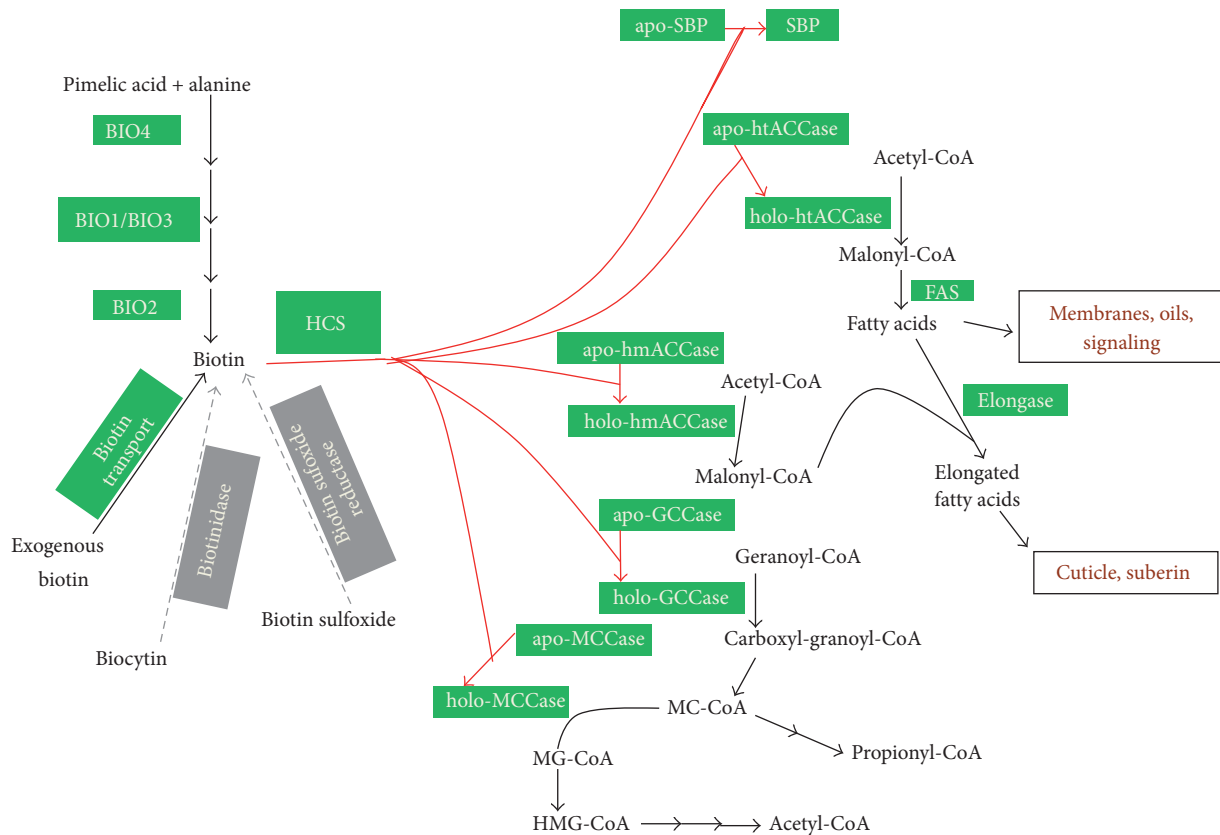 apo-SBP
SBP
Pimelic acid + alanine
BIO4
apo-htACCase
Acetyl-CoA
BIO1/BIO3
holo-htACCase
Malonyl-CoA
BIO2
HCS
FAS
Fatty acids
Membranes, oils,
signaling
Biotin
apo-hmACCase
Acetyl-CoA
Elongase
holo-hmACCase
Biotin
transport
Biotinidase
Biotin sufoxide
reductase
Malonyl-CoA
Elongated
fatty acids
apo-GCCase
Exogenous
biotin
Geranoyl-CoA
Cuticle, suberin
holo-GCCase
Biotin sulfoxide
Biocytin
apo-MCCase
Carboxyl-granoyl-CoA
holo-MCCase
MC-CoA
MG-CoA
Propionyl-CoA
HMG-CoA
Acetyl-CoA